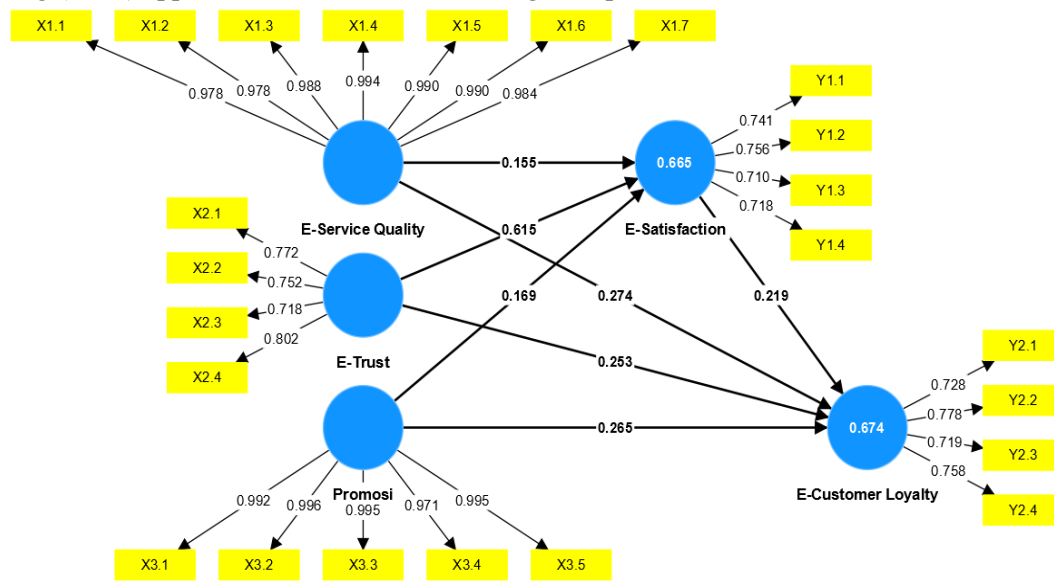 X1.1 X1.2 X1.3 X1.4 X1.5 X1.6 X1.7
0.978 0.978 0.988 0.994 0.990 0.990 0.984
E-Service Quality
X2.1
X2.2
X2.3
X2.4
0.772
0.752
0.718
0.802
E-Trust
Promosi
0.992 0.996 0.995 0.971 0.995
X3.1 X3.2 X3.3 X3.4 X3.5
0.155
0.615
0.169
0.274
0.253
0.265
0.665
E-Satisfaction
0.741
0.756
0.710
0.718
Y1.1
Y1.2
Y1.3
Y1.4
0.219
0.674
E-Customer Loyalty
0.728
0.778
0.719
0.758
Y2.1
Y2.2
Y2.3
Y2.4